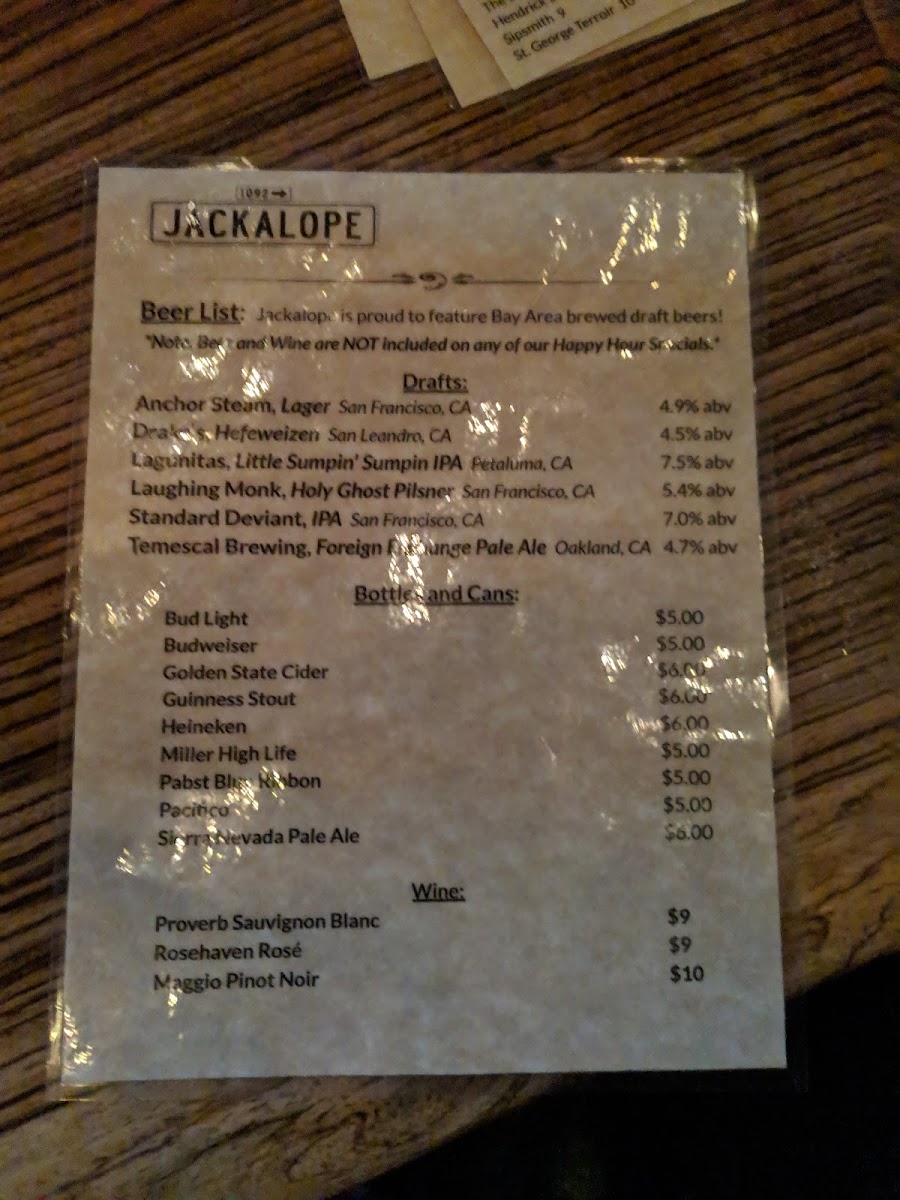 Hendrick
Sipsmith 9
St. George Terroir 10
1092
JACKALOPE
Beer List: Jackalope is proud to feature Bay Area brewed draft beers!
*Note. Beer and Wine are NOT included on any of our Happy Hour Specials.*
Drafts:
Anchor Steam, Lager San Francisco, CA 4.9% abv
Drake's, Hefeweizen San Leandro, CA 4.5% abv
Lagunitas, Little Sumpin' Sumpin IPA Petaluma, CA 7.5% abv
Laughing Monk, Holy Ghost Pilsner San Francisco, CA 5.4% abv
Standard Deviant, IPA San Francisco, CA 7.0% abv
Temescal Brewing, Foreign Pale Ale Oakland, CA 4.7% abv
Bottles and Cans:
Bud Light $5.00
Budweiser $5.00
Golden State Cider $6.00
Guinness Stout $6.00
Heineken $6.00
Miller High Life $5.00
Pabst Blue Ribbon $5.00
Pacifico $5.00
Sierra Nevada Pale Ale $6.00
Wine:
Proverb Sauvignon Blanc $9
Rosehaven Rosé $9
Maggio Pinot Noir $10